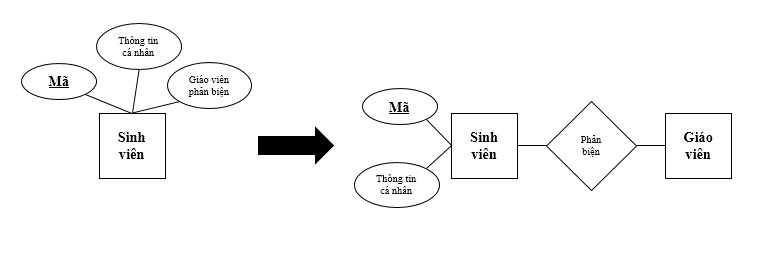 Thông tin
cá nhân
Mã
Giáo viên
phản biện
Sinh
viên
Mã
Thông tin
cá nhân
Sinh
viên
Phản
biện
Giáo
viên